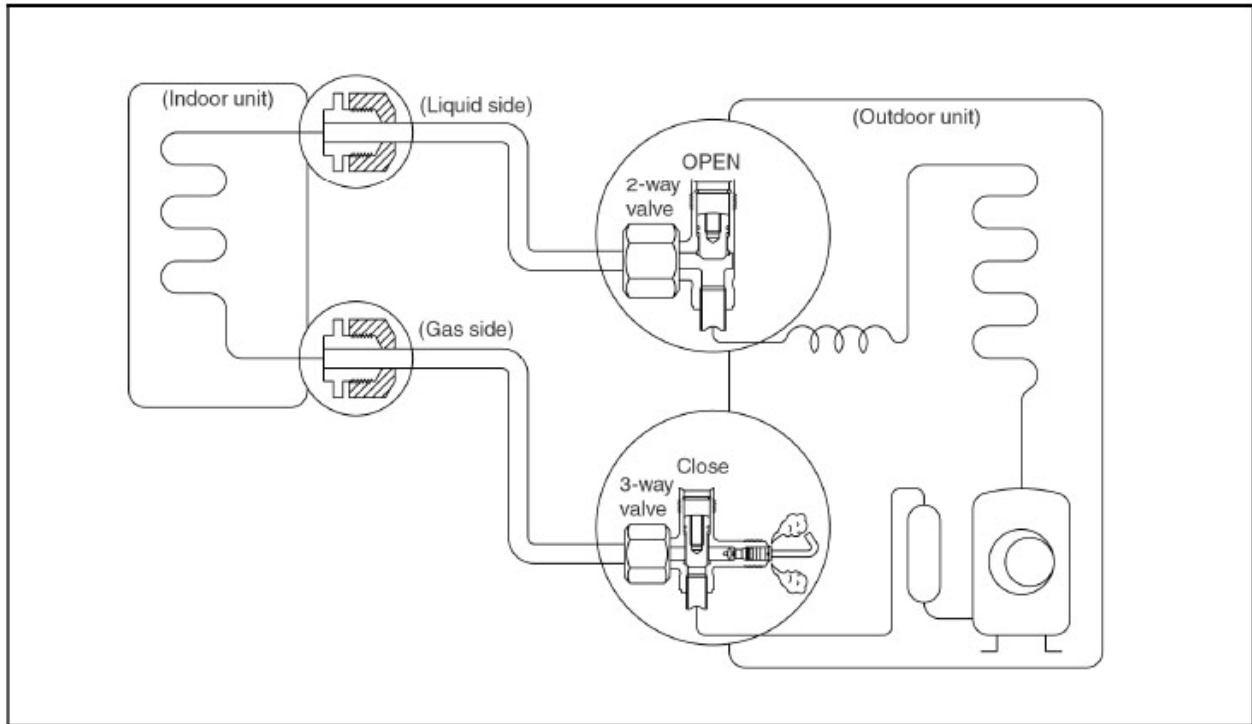 (Indoor unit)
(Liquid side)
(Outdoor unit)
OPEN
2-way
valve
(Gas side)
Close
3-way
valve